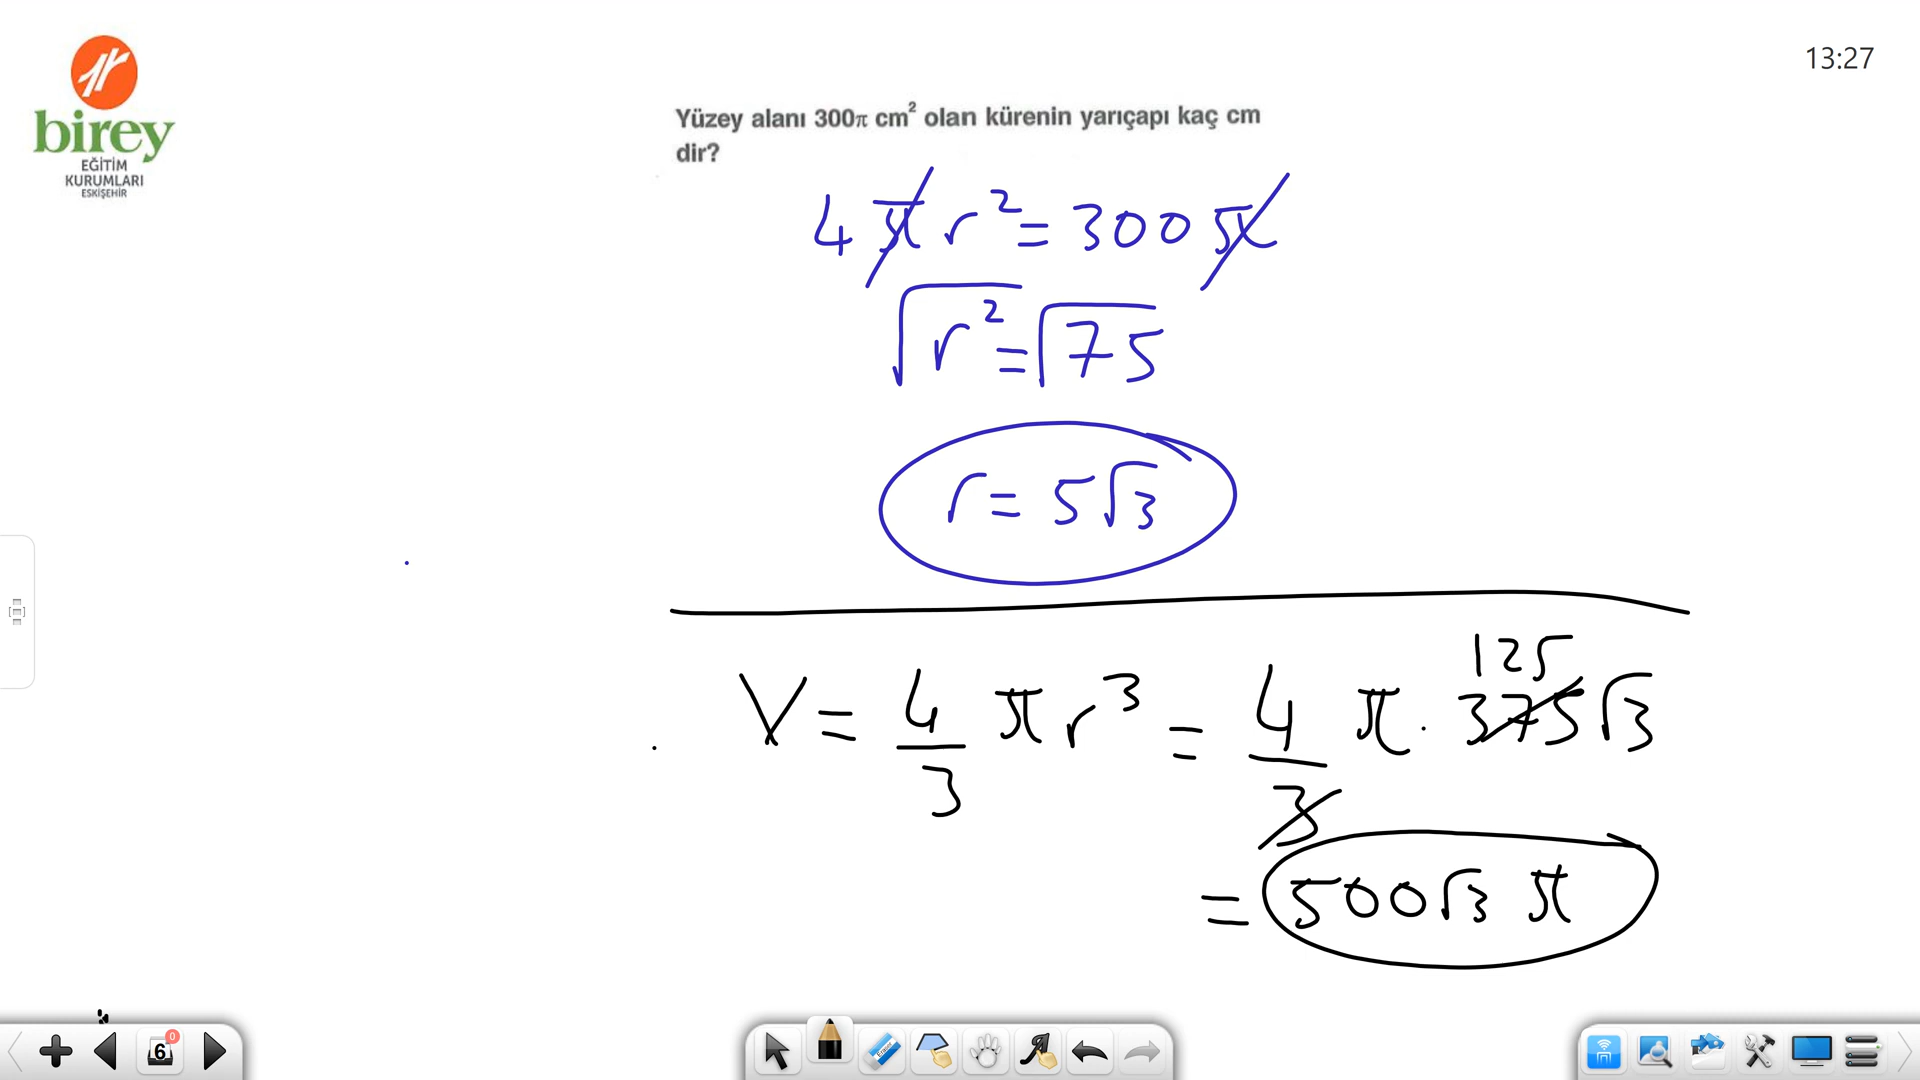 birey
EĞİTİM
KURUMLARI
ESKİŞEHİR
13:27
Yüzey alanı 300π cm² olan kürenin yarıçapı kaç cm
dir?
4πr² = 300π
√r² = √75
r = 5√3
V = 4/3 πr³ = 4/3 π · 375√3
125
= 500√3 π
6
0
Eraser